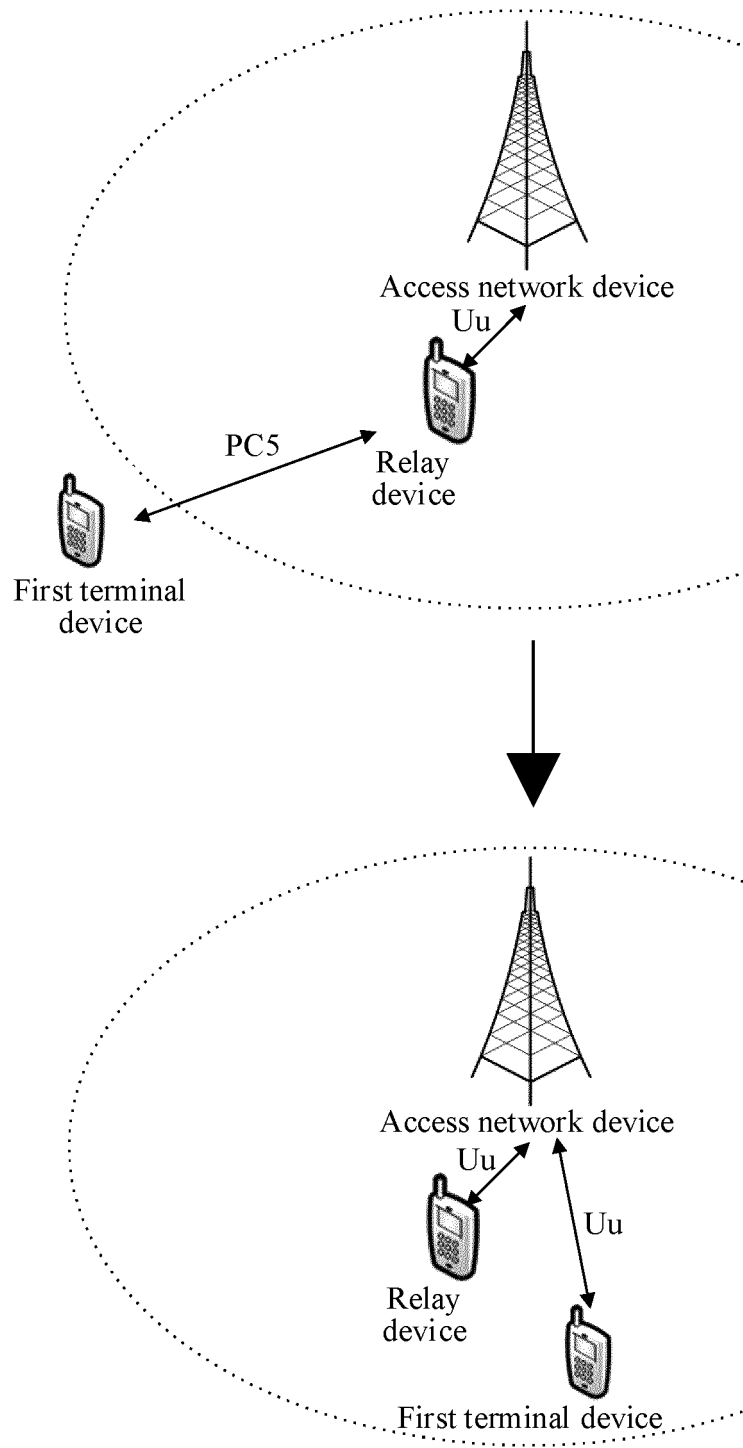 Access network device
Uu
PC5
Relay
device
First terminal
device
Access network device
Uu
Uu
Relay
device
First terminal device